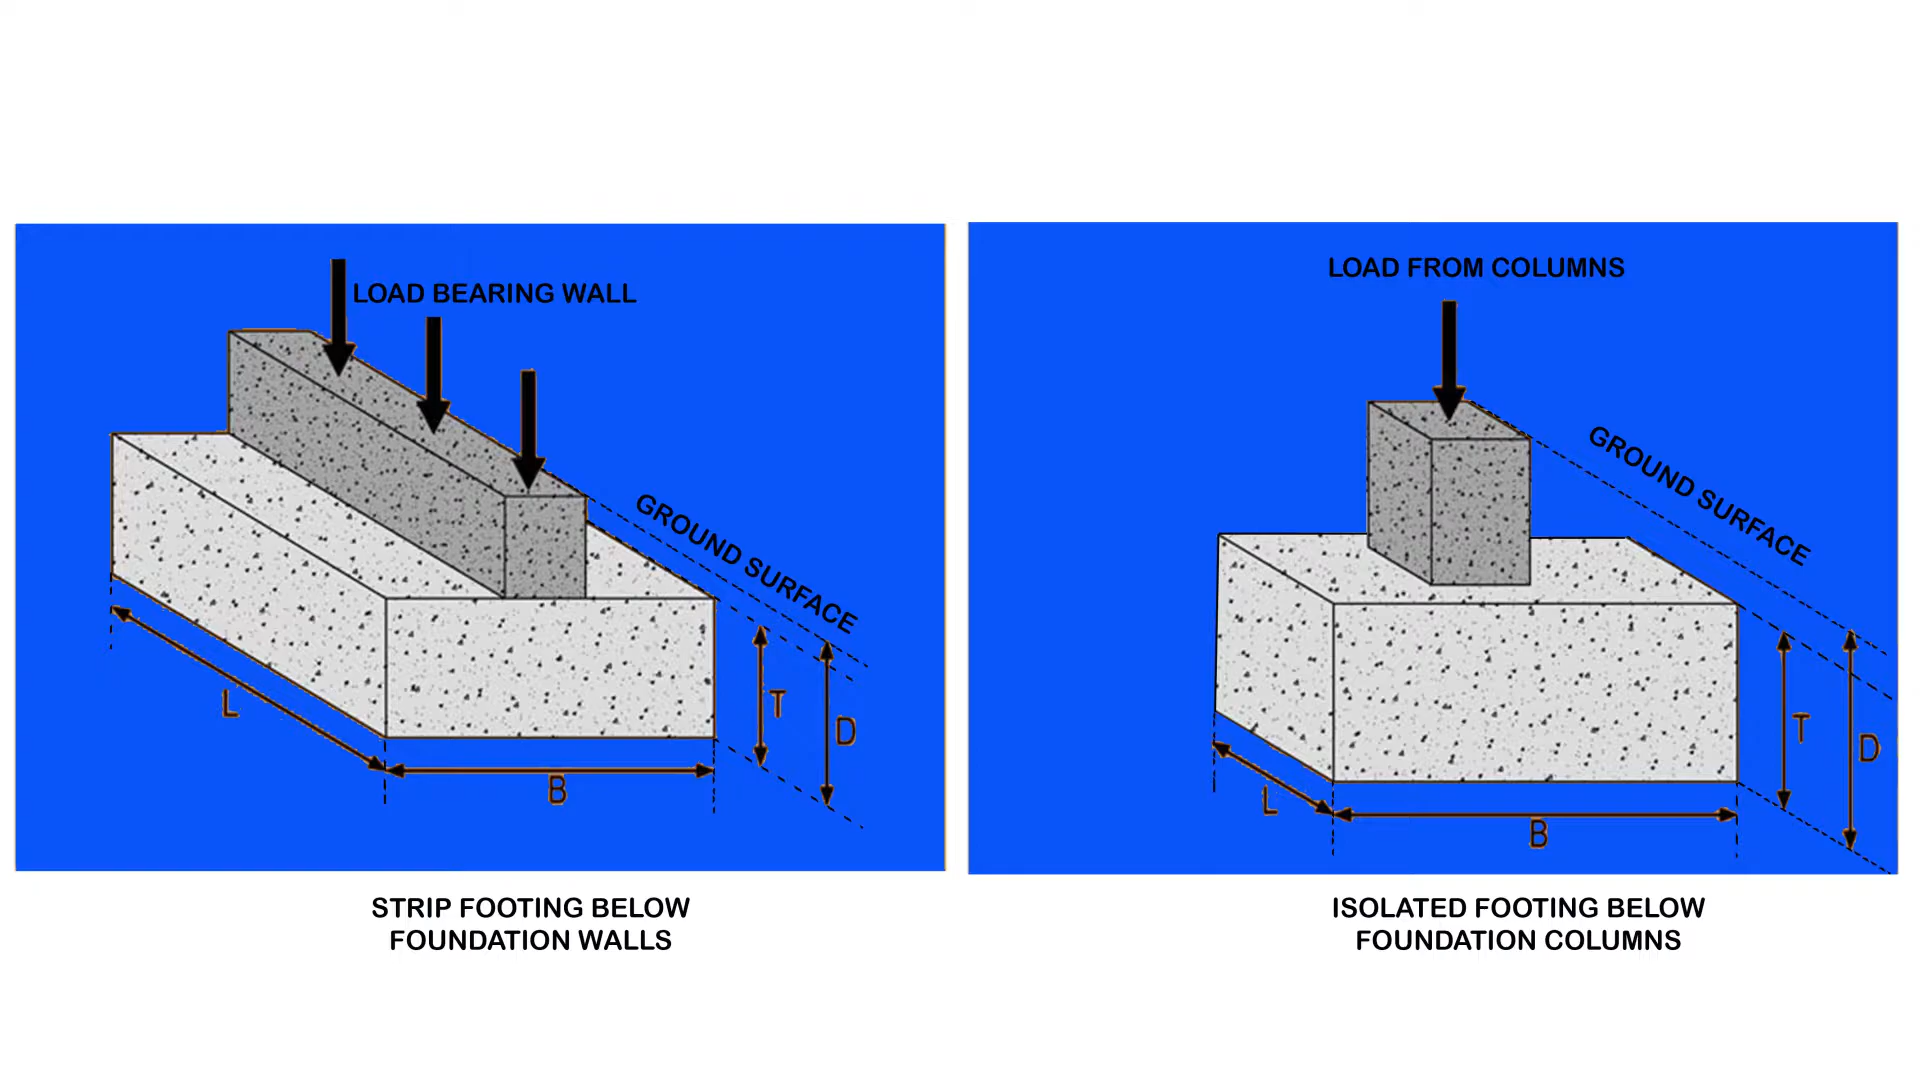 LOAD BEARING WALL
GROUND SURFACE
L
B
T
D
STRIP FOOTING BELOW
FOUNDATION WALLS
LOAD FROM COLUMNS
GROUND SURFACE
L
B
T
D
ISOLATED FOOTING BELOW
FOUNDATION COLUMNS